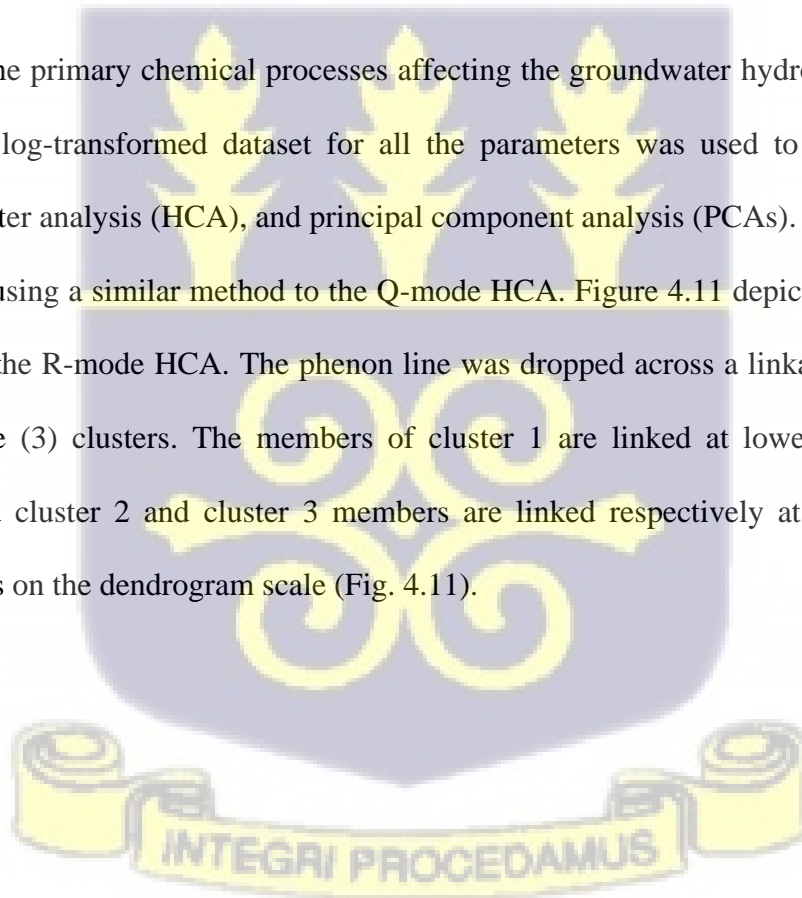 ne primary chemical processes affecting the groundwater hydro
log-transformed dataset for all the parameters was used to
ter analysis (HCA), and principal component analysis (PCAs).
using a similar method to the Q-mode HCA. Figure 4.11 depic
the R-mode HCA. The phenon line was dropped across a linka
e (3) clusters. The members of cluster 1 are linked at lowe
cluster 2 and cluster 3 members are linked respectively at
s on the dendrogram scale (Fig. 4.11).
INTEGRI PROCEDAMUS